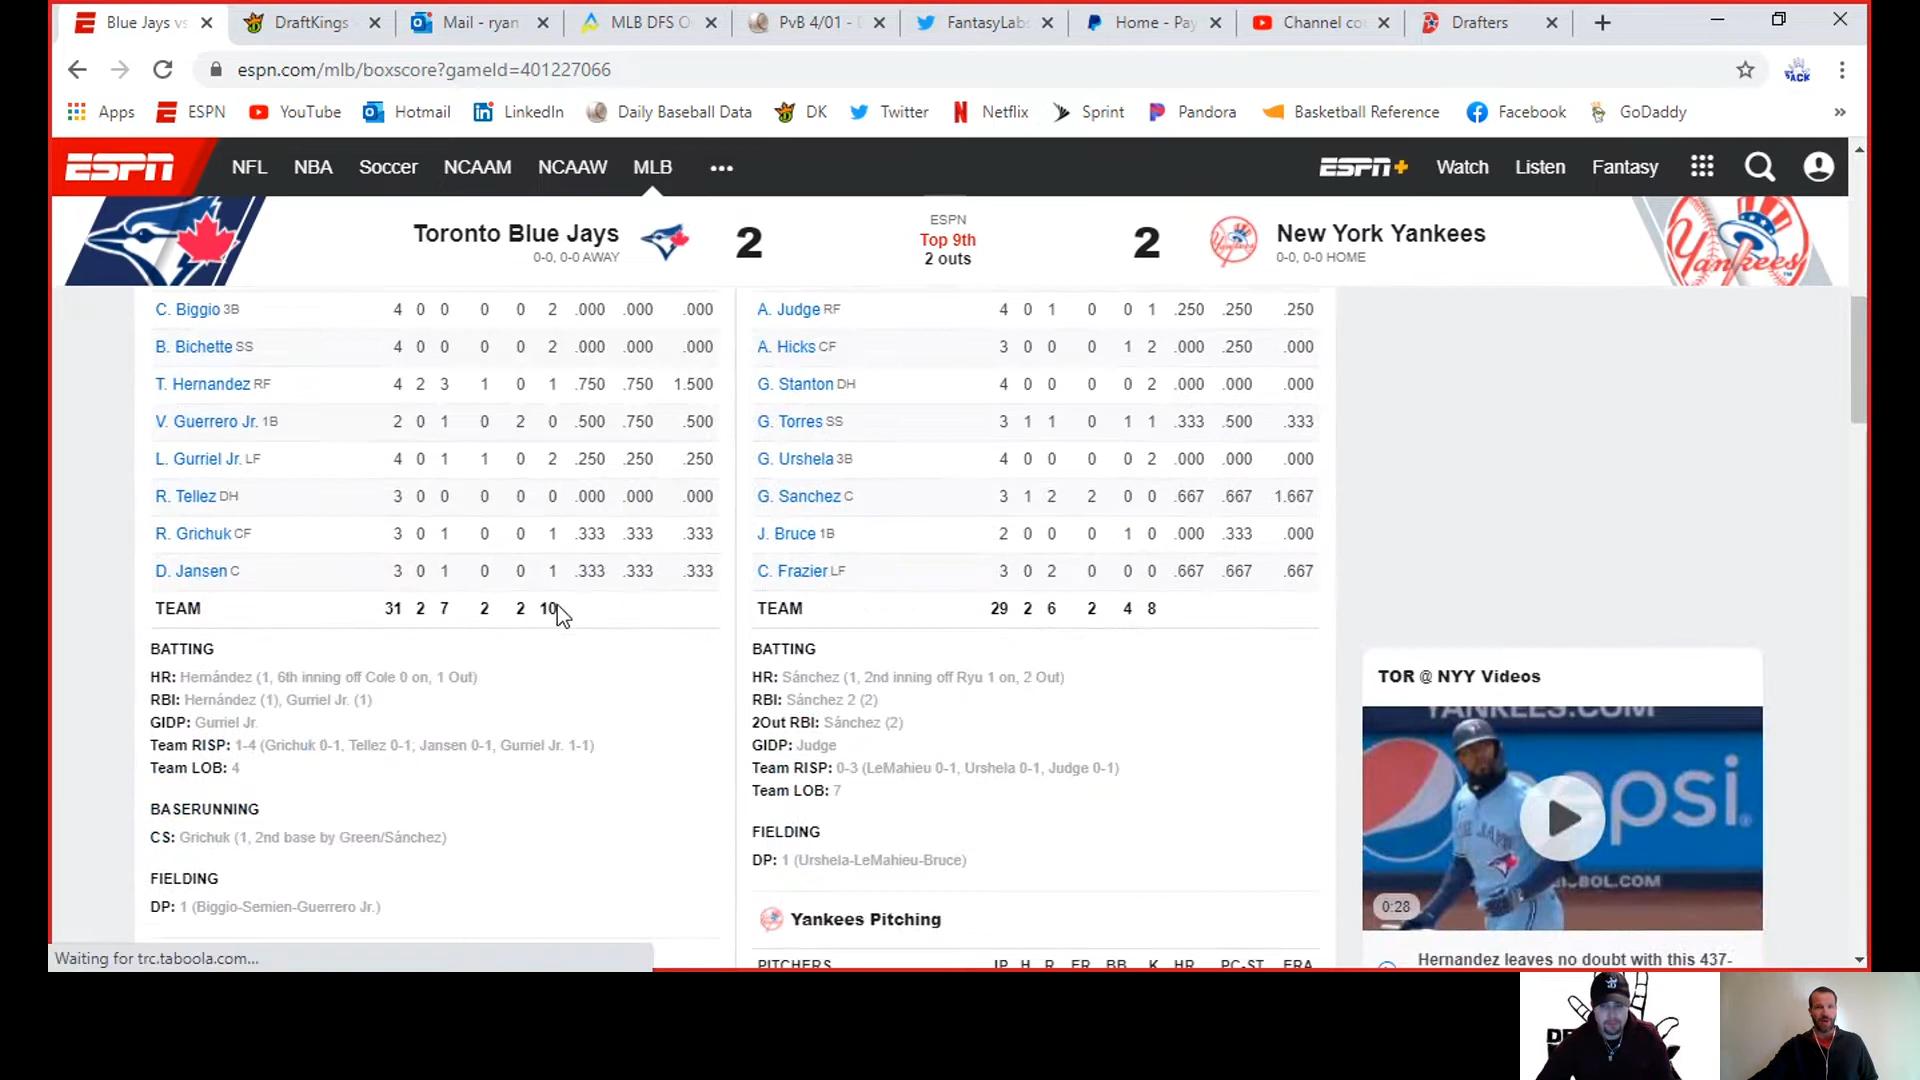 Blue Jays vs
DraftKings
Mail - ryan
MLB DFS O
PvB 4/01 -
FantasyLab
Home - Pay
Channel co
Drafters
espn.com/mlb/boxscore?gameId=401227066
Apps ESPN YouTube Hotmail LinkedIn Daily Baseball Data DK Twitter Netflix Sprint Pandora Basketball Reference Facebook GoDaddy »
ESPN NFL NBA Soccer NCAAM NCAAW MLB ••• ESPN+ Watch Listen Fantasy
Toronto Blue Jays 2
0-0, 0-0 AWAY
ESPN
Top 9th
2 outs
2 New York Yankees
0-0, 0-0 HOME
Yankees
C. Biggio 3B 4 0 0 0 0 2 .000 .000 .000
B. Bichette SS 4 0 0 0 0 2 .000 .000 .000
T. Hernandez RF 4 2 3 1 0 1 .750 .750 1.500
V. Guerrero Jr. 1B 2 0 1 0 2 0 .500 .750 .500
L. Gurriel Jr. LF 4 0 1 1 0 2 .250 .250 .250
R. Tellez DH 3 0 0 0 0 0 .000 .000 .000
R. Grichuk CF 3 0 1 0 0 1 .333 .333 .333
D. Jansen C 3 0 1 0 0 1 .333 .333 .333
TEAM 31 2 7 2 2 10
BATTING
HR: Hernández (1, 6th inning off Cole 0 on, 1 Out)
RBI: Hernández (1), Gurriel Jr. (1)
GIDP: Gurriel Jr.
Team RISP: 1-4 (Grichuk 0-1, Tellez 0-1, Jansen 0-1, Gurriel Jr. 1-1)
Team LOB: 4
BASERUNNING
CS: Grichuk (1, 2nd base by Green/Sánchez)
FIELDING
DP: 1 (Biggio-Semien-Guerrero Jr.)
A. Judge RF 4 0 1 0 0 1 .250 .250 .250
A. Hicks CF 3 0 0 0 1 2 .000 .250 .000
G. Stanton DH 4 0 0 0 0 2 .000 .000 .000
G. Torres SS 3 1 1 0 1 1 .333 .500 .333
G. Urshela 3B 4 0 0 0 0 2 .000 .000 .000
G. Sanchez C 3 1 2 2 0 0 .667 .667 1.667
J. Bruce 1B 2 0 0 0 1 0 .000 .333 .000
C. Frazier LF 3 0 2 0 0 0 .667 .667 .667
TEAM 29 2 6 2 4 8
BATTING
HR: Sánchez (1, 2nd inning off Ryu 1 on, 2 Out)
RBI: Sánchez 2 (2)
2Out RBI: Sánchez (2)
GIDP: Judge
Team RISP: 0-3 (LeMahieu 0-1, Urshela 0-1, Judge 0-1)
Team LOB: 7
FIELDING
DP: 1 (Urshela-LeMahieu-Bruce)
Yankees Pitching
PITCHERS IP H R ER BB K HR PC-ST ERA
TOR @ NYY Videos
YANKEES.COM
pepsi
0:28
Hernandez leaves no doubt with this 437-
Waiting for trc.taboola.com...